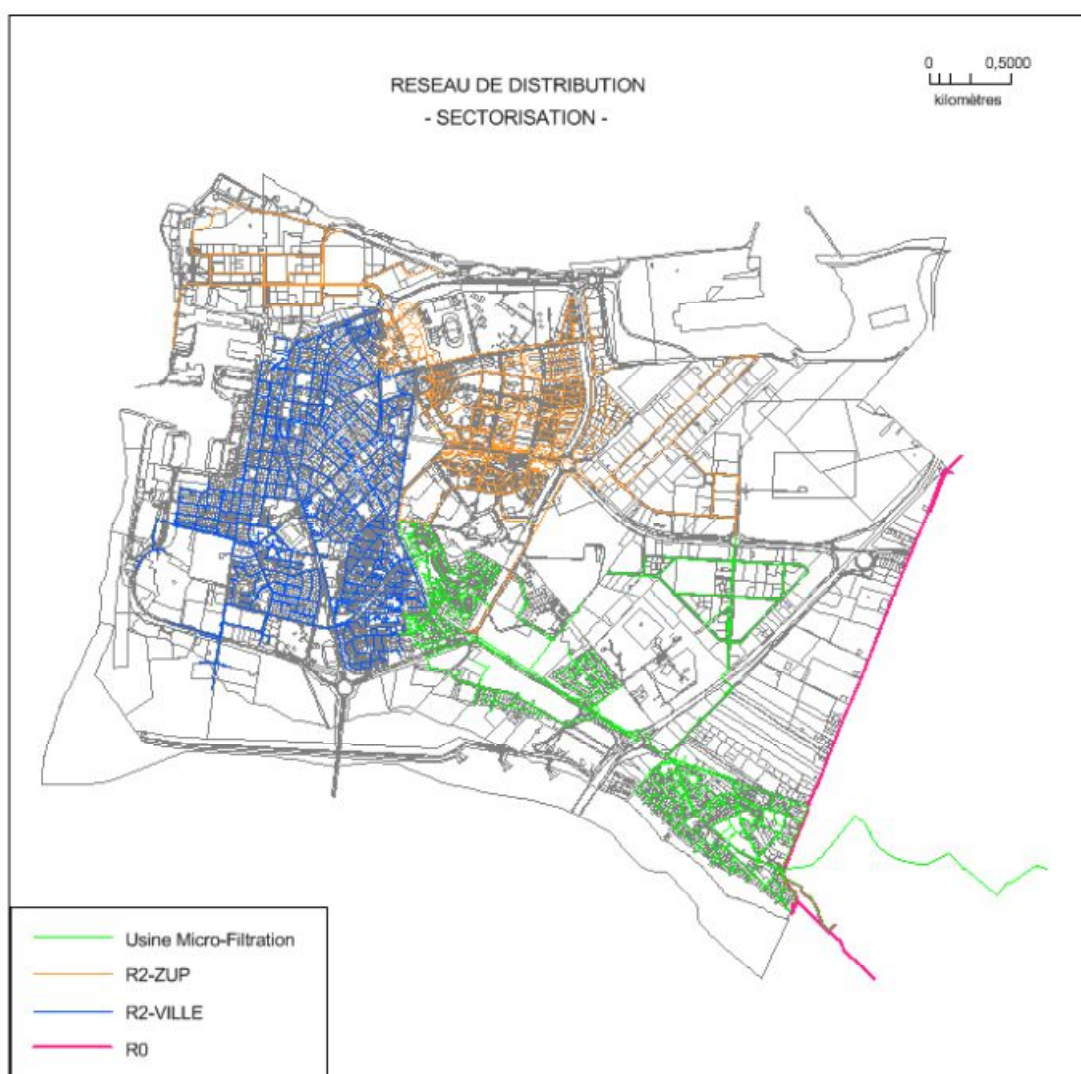 RESEAU DE DISTRIBUTION
- SECTORISATION -
0 0,5000
kilomètres
Usine Micro-Filtration
R2-ZUP
R2-VILLE
R0